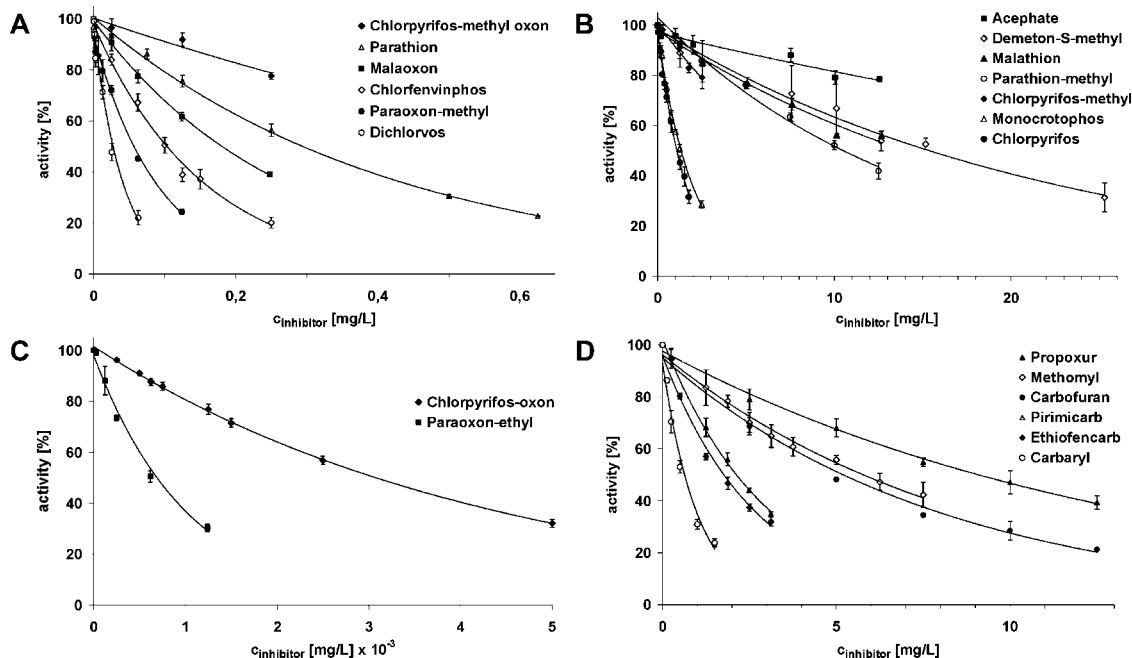 A
100
80
60
40
20
0
activity [%]
0
0,2
0,4
0,6
c_inhibitor [mg/L]
Chlorpyrifos-methyl oxon
Parathion
Malaoxon
Chlorfenvinphos
Paraoxon-methyl
Dichlorvos
B
100
80
60
40
20
0
activity [%]
0
10
20
c_inhibitor [mg/L]
Acephate
Demeton-S-methyl
Malathion
Parathion-methyl
Chlorpyrifos-methyl
Monocrotophos
Chlorpyrifos
C
100
80
60
40
20
0
activity [%]
0
1
2
3
4
5
c_inhibitor [mg/L] x 10^-3
Chlorpyrifos-oxon
Paraoxon-ethyl
D
100
80
60
40
20
0
activity [%]
0
5
10
c_inhibitor [mg/L]
Propoxur
Methomyl
Carbofuran
Pirimicarb
Ethiofencarb
Carbaryl